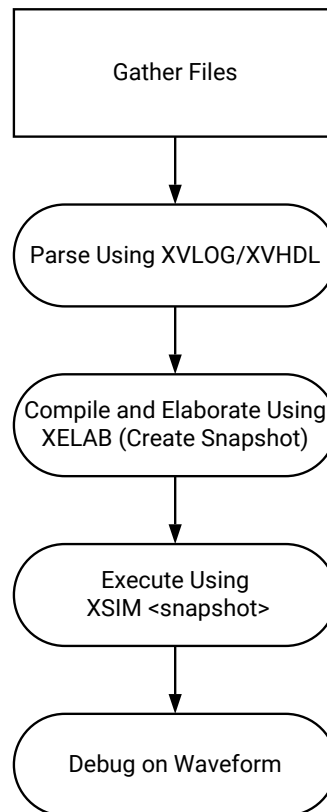 Gather Files
Parse Using XVLOG/XVHDL
Compile and Elaborate Using
XELAB (Create Snapshot)
Execute Using
XSIM <snapshot>
Debug on Waveform